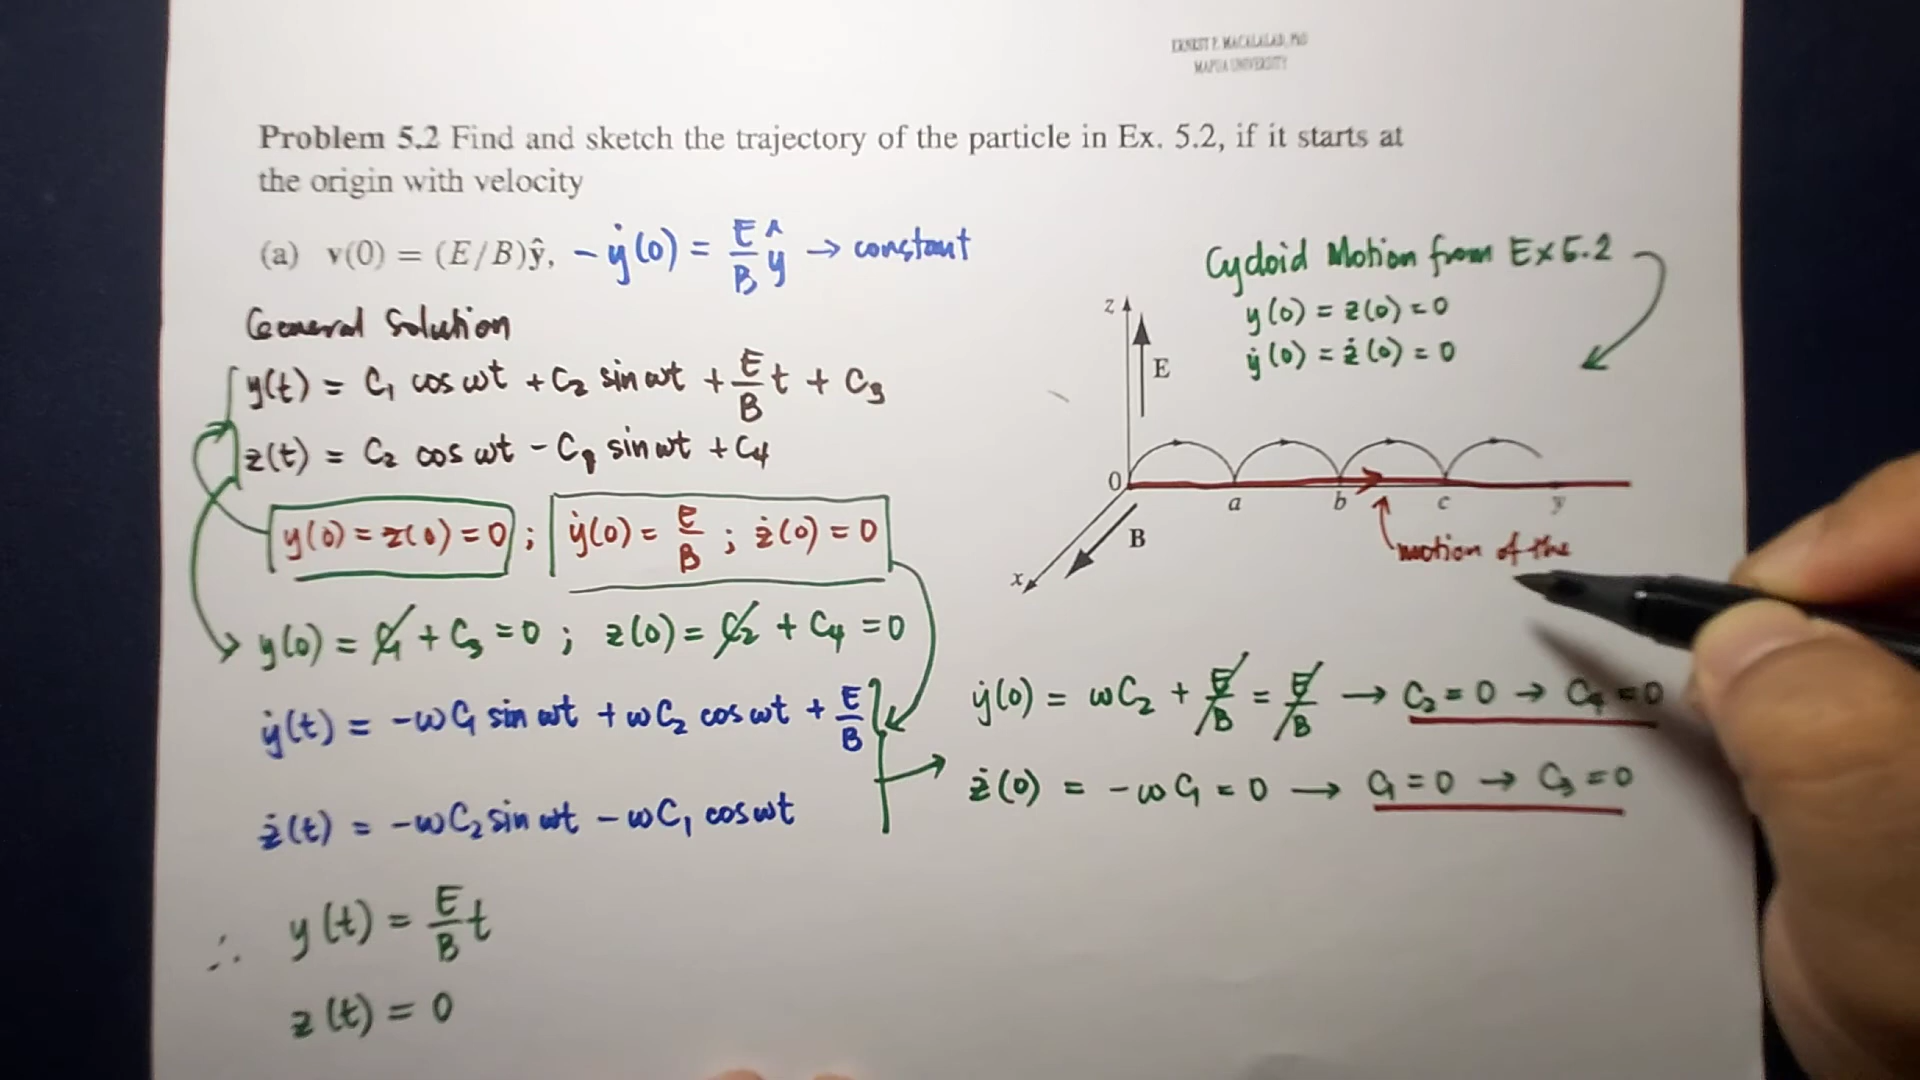 ERNEST P. MACALALAD, PhD
MAPUA UNIVERSITY
Problem 5.2 Find and sketch the trajectory of the particle in Ex. 5.2, if it starts at
the origin with velocity
(a) v(0) = (E/B)ŷ, - ẏ(0) = E/B ŷ → constant
General Solution
y(t) = C₁ cos ωt + C₂ sin ωt + E/B t + C₃
z(t) = C₂ cos ωt - C₁ sin ωt + C₄
y(0) = z(0) = 0 ; ẏ(0) = E/B ; ż(0) = 0
y(0) = C₁ + C₃ = 0 ; z(0) = C₂ + C₄ = 0
ẏ(t) = -ωC₁ sin ωt + ωC₂ cos ωt + E/B
ż(t) = -ωC₂ sin ωt - ωC₁ cos ωt
∴ y(t) = E/B t
z(t) = 0
Cycloid Motion from Ex 5.2
y(0) = z(0) = 0
ẏ(0) = ż(0) = 0
z
E
0
a
b
c
y
B
x
motion of the
ẏ(0) = ωC₂ + E/B = E/B → C₂ = 0 → C₄ = 0
ż(0) = -ωC₁ = 0 → C₁ = 0 → C₃ = 0